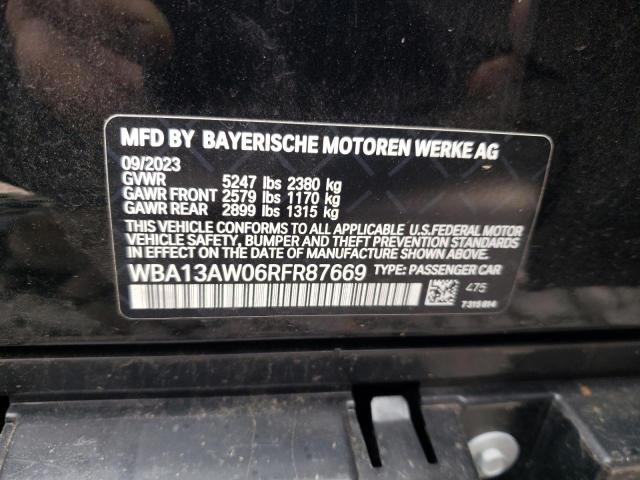 MFD BY BAYERISCHE MOTOREN WERKE AG
09/2023
GVWR 5247 lbs 2380 kg
GAWR FRONT 2579 lbs 1170 kg
GAWR REAR 2899 lbs 1315 kg
THIS VEHICLE CONFORMS TO ALL APPLICABLE U.S.FEDERAL MOTOR
VEHICLE SAFETY, BUMPER AND THEFT PREVENTION STANDARDS
IN EFFECT ON THE DATE OF MANUFACTURE SHOWN ABOVE.
WBA13AW06RFR87669 TYPE: PASSENGER CAR
475
7315614